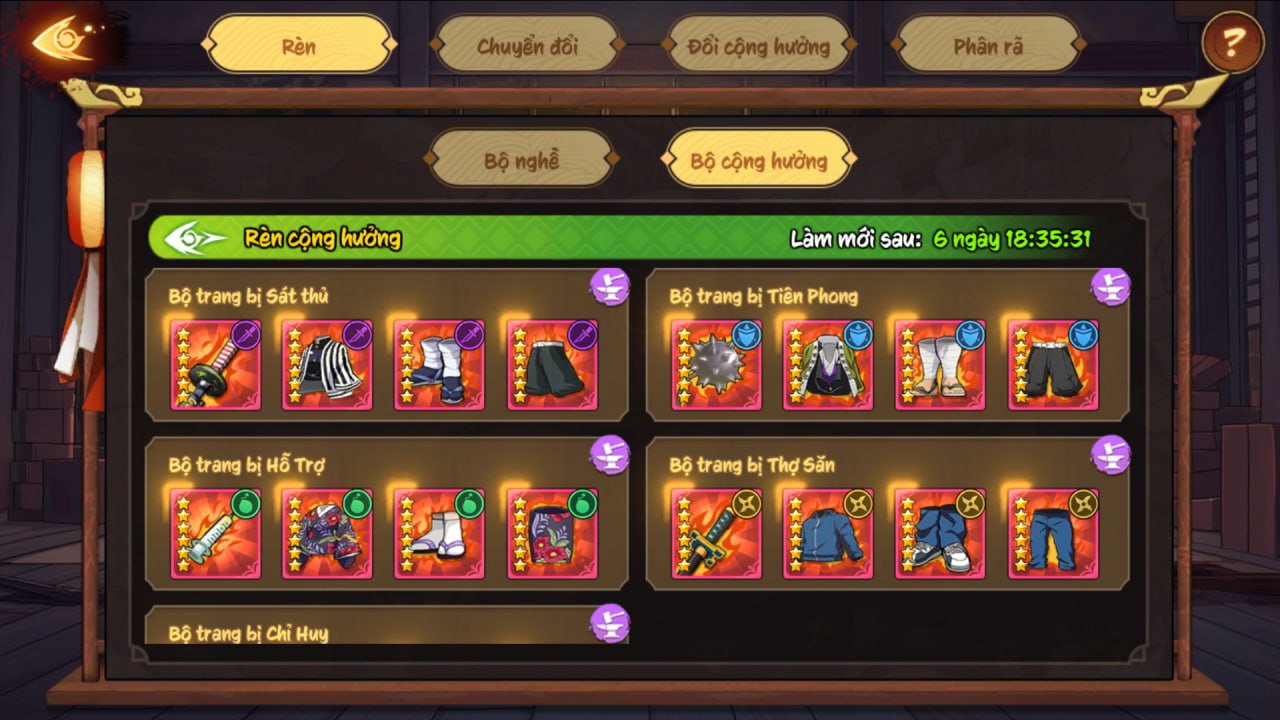 Rèn
Chuyển đổi
Đổi cộng hưởng
Phân rã
?
Bộ nghề
Bộ cộng hưởng
Rèn cộng hưởng
Làm mới sau: 6 ngày 18:35:31
Bộ trang bị Sát thủ
Bộ trang bị Tiên Phong
Bộ trang bị Hỗ Trợ
Bộ trang bị Thợ Săn
Bộ trang bị Chỉ Huy